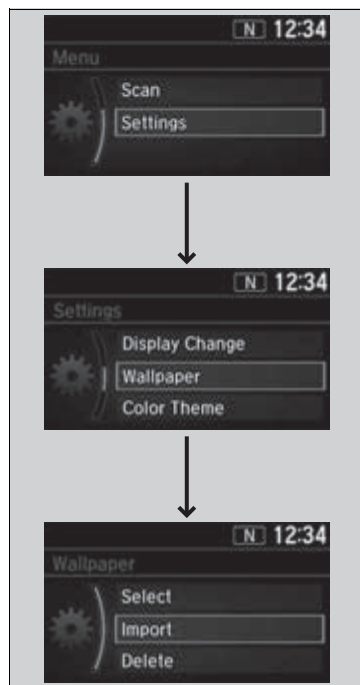 N 12:34
Menu
Scan
Settings
N 12:34
Settings
Display Change
Wallpaper
Color Theme
N 12:34
Wallpaper
Select
Import
Delete